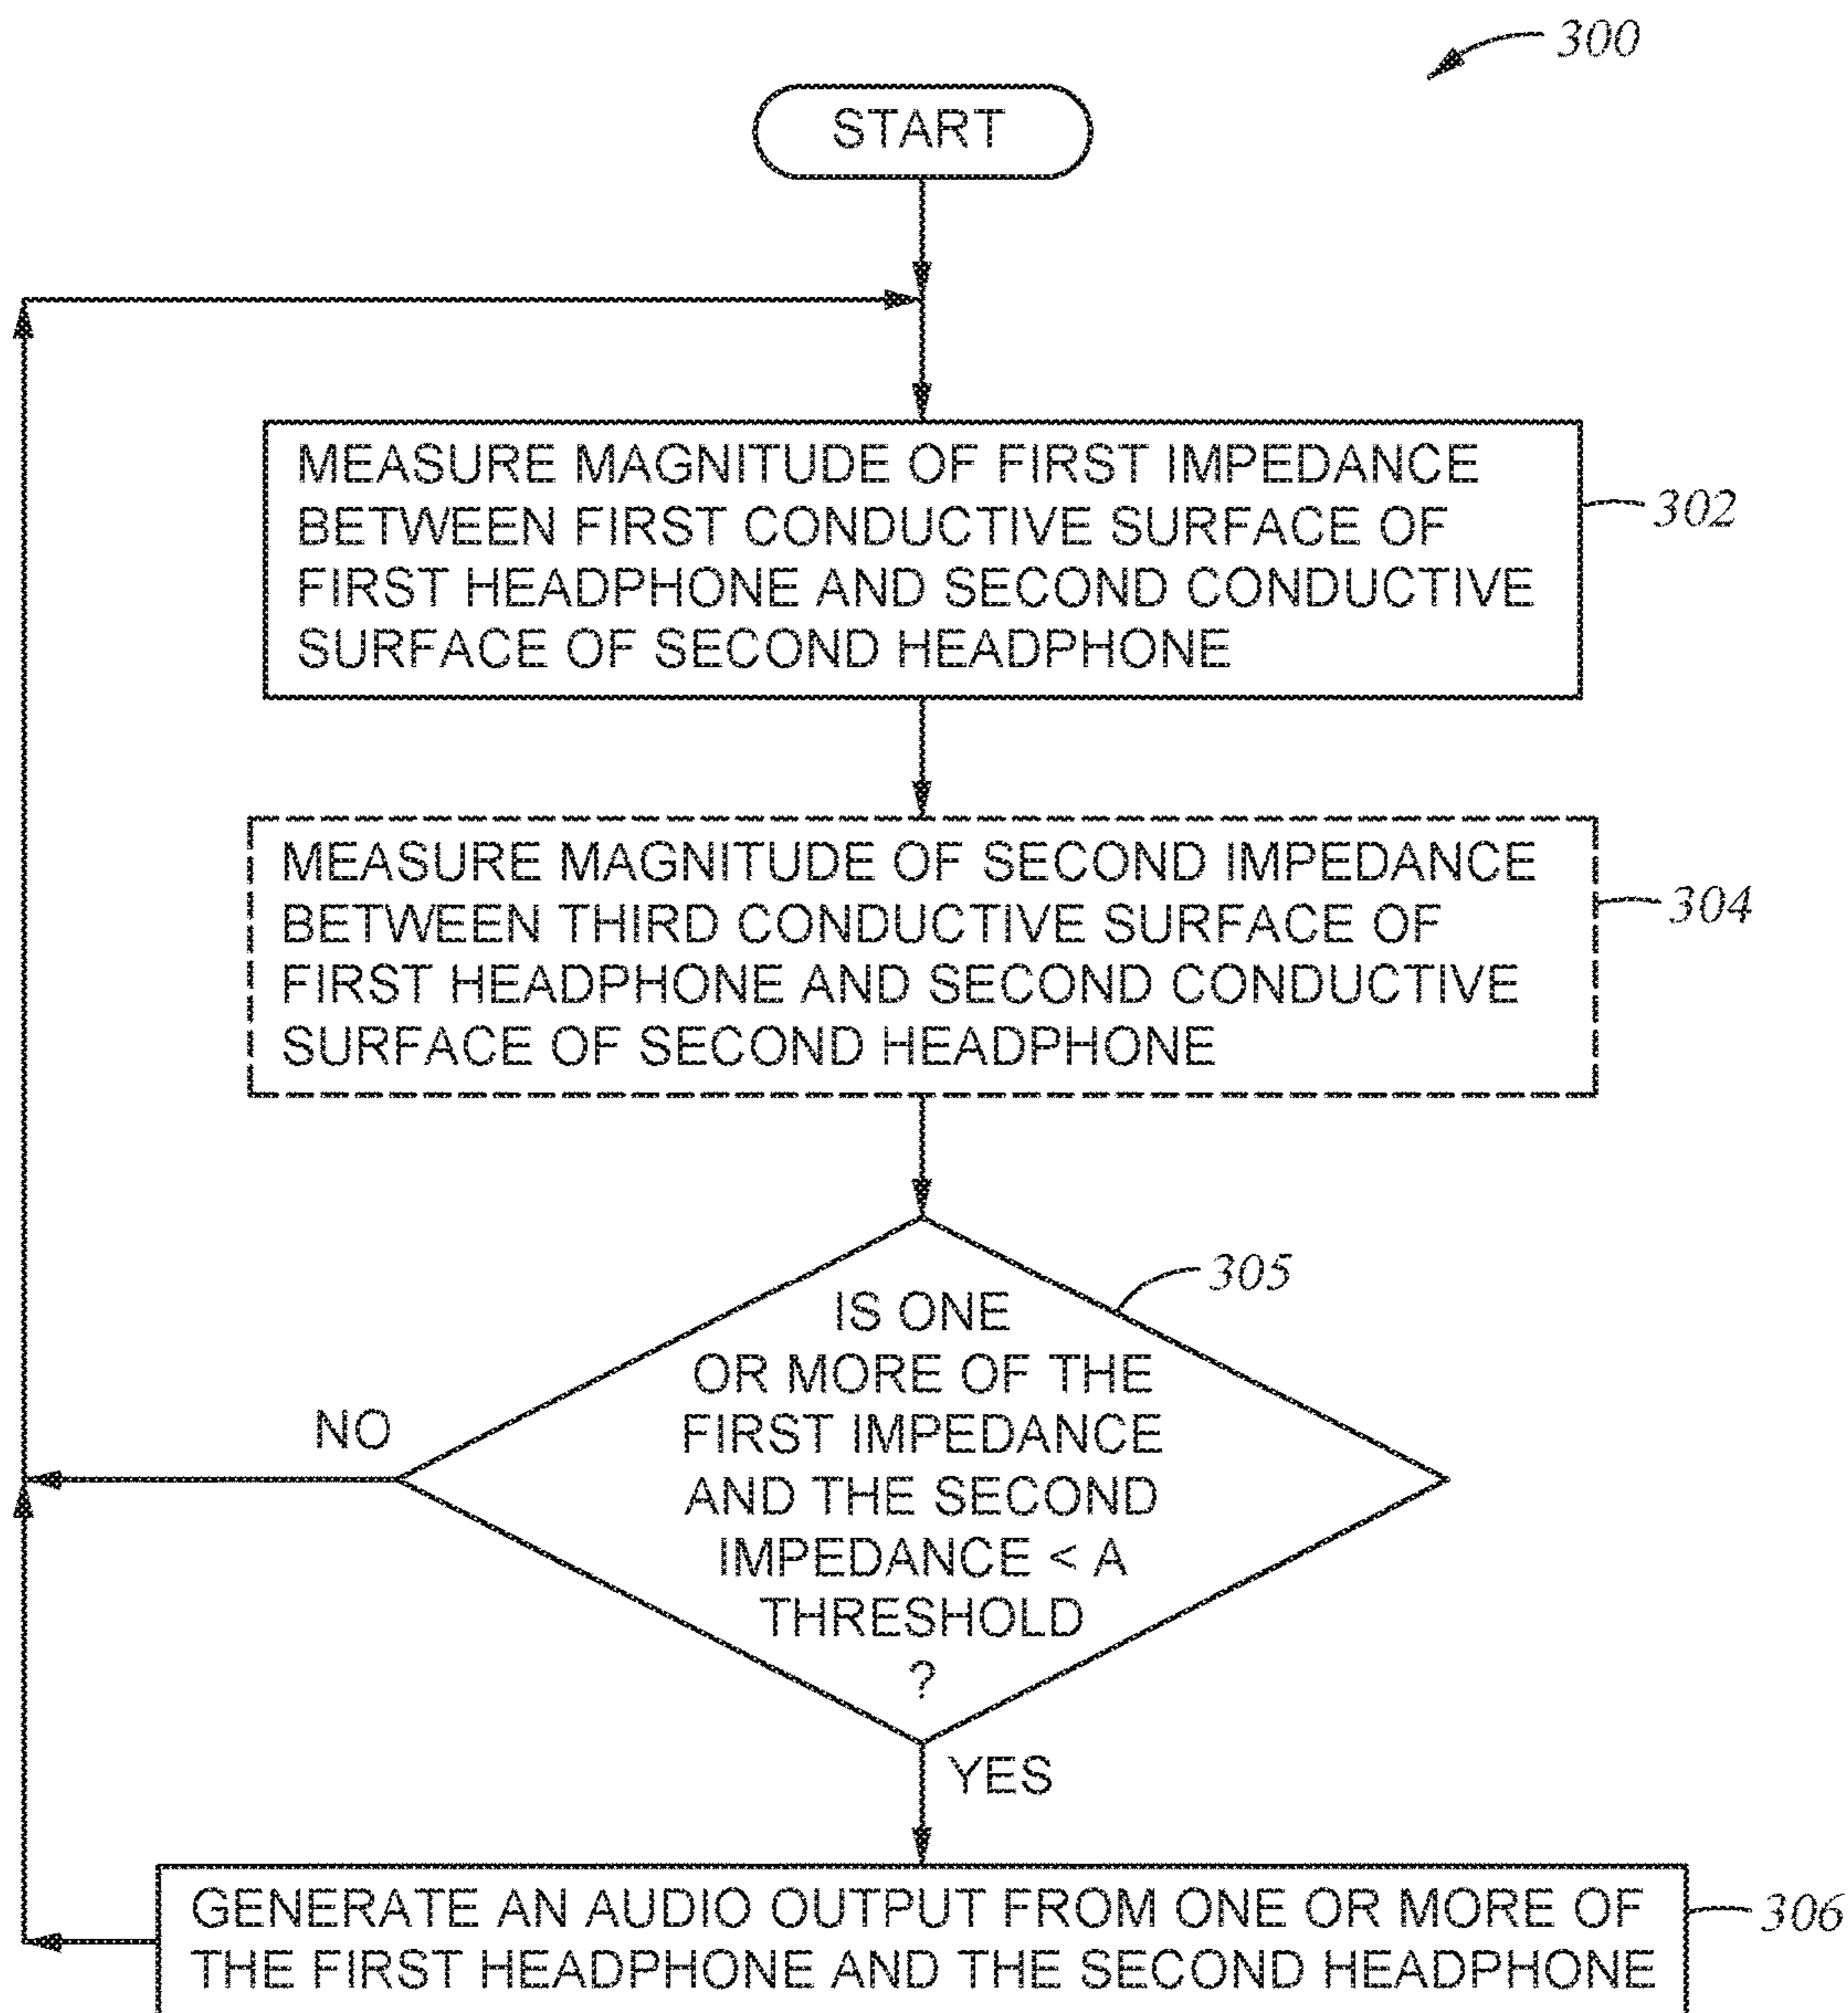 300
START
MEASURE MAGNITUDE OF FIRST IMPEDANCE
BETWEEN FIRST CONDUCTIVE SURFACE OF
FIRST HEADPHONE AND SECOND CONDUCTIVE
SURFACE OF SECOND HEADPHONE
302
MEASURE MAGNITUDE OF SECOND IMPEDANCE
BETWEEN THIRD CONDUCTIVE SURFACE OF
FIRST HEADPHONE AND SECOND CONDUCTIVE
SURFACE OF SECOND HEADPHONE
304
305
IS ONE
OR MORE OF THE
FIRST IMPEDANCE
AND THE SECOND
IMPEDANCE < A
THRESHOLD
?
NO
YES
GENERATE AN AUDIO OUTPUT FROM ONE OR MORE OF
THE FIRST HEADPHONE AND THE SECOND HEADPHONE
306